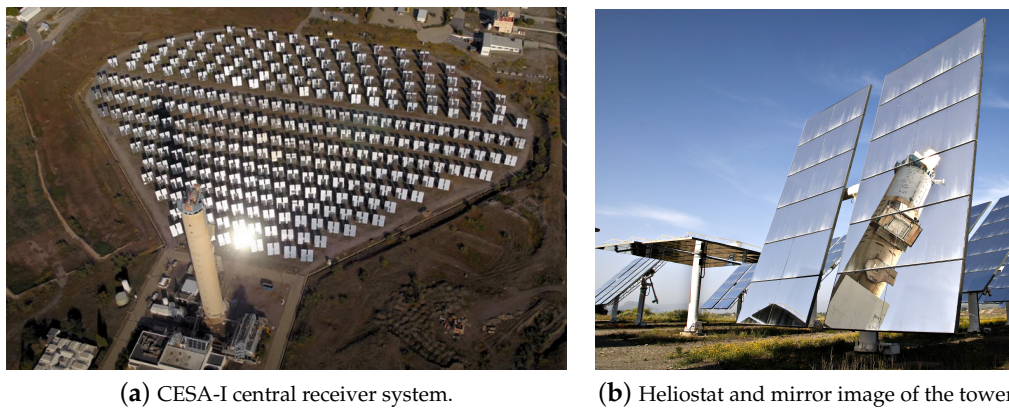 (a) CESA-I central receiver system.
(b) Heliostat and mirror image of the tower